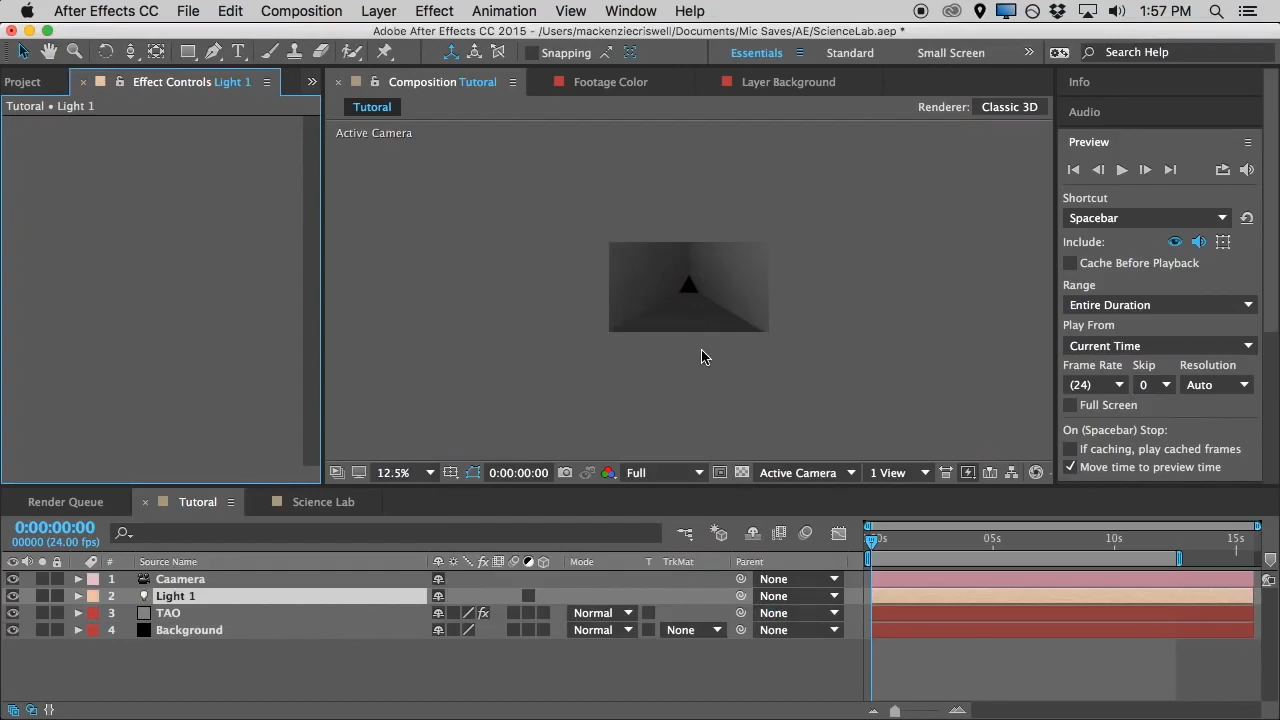 After Effects CC File Edit Composition Layer Effect Animation View Window Help 1:57 PM
Adobe After Effects CC 2015 - /Users/mackenziecriswell/Documents/Mic Saves/AE/ScienceLab.aep *
Snapping Essentials Standard Small Screen Search Help
Project Effect Controls Light 1 Composition Tutoral Footage Color Layer Background Info
Tutoral • Light 1 Tutoral Renderer: Classic 3D
Audio
Active Camera
Preview
Shortcut
Spacebar
Include:
Cache Before Playback
Range
Entire Duration
Play From
Current Time
Frame Rate Skip Resolution
(24) 0 Auto
Full Screen
On (Spacebar) Stop:
If caching, play cached frames
Move time to preview time
12.5% 0:00:00:00 Full Active Camera 1 View
Render Queue Tutoral Science Lab
0:00:00:00
00000 (24.00 fps)
0s 05s 10s 15s
# Source Name Mode T TrkMat Parent
1 Caamera None
2 Light 1 None
3 TAO fx Normal None
4 Background Normal None None